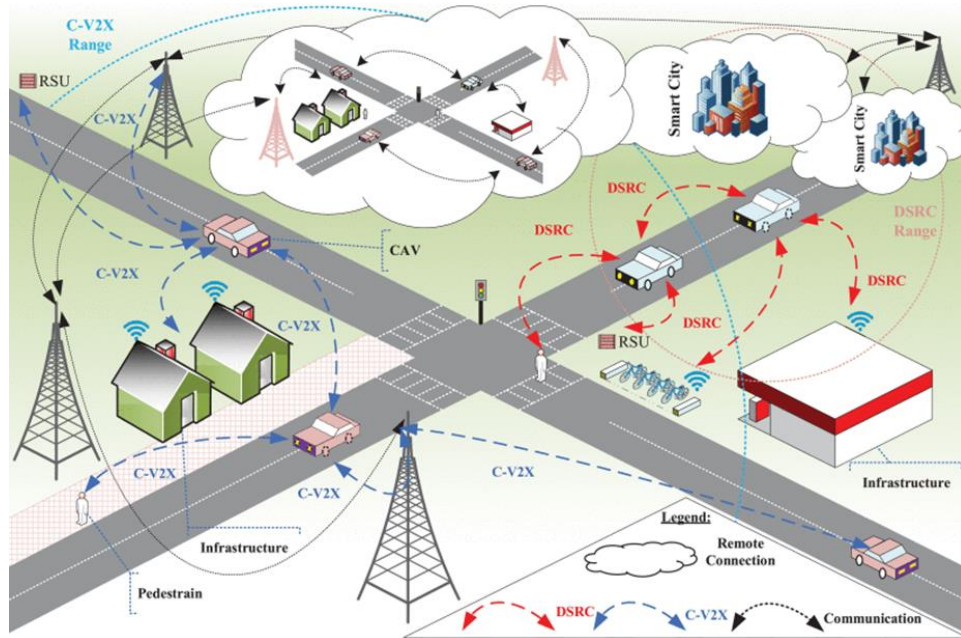 C-V2X
Range
RSU
C-V2X
Smart City
Smart City
DSRC
Range
DSRC
DSRC
CAV
C-V2X
DSRC
DSRC
C-V2X
RSU
C-V2X
C-V2X
C-V2X
Infrastructure
Infrastructure
Pedestrain
Legend:
Remote
Connection
DSRC
C-V2X
Communication